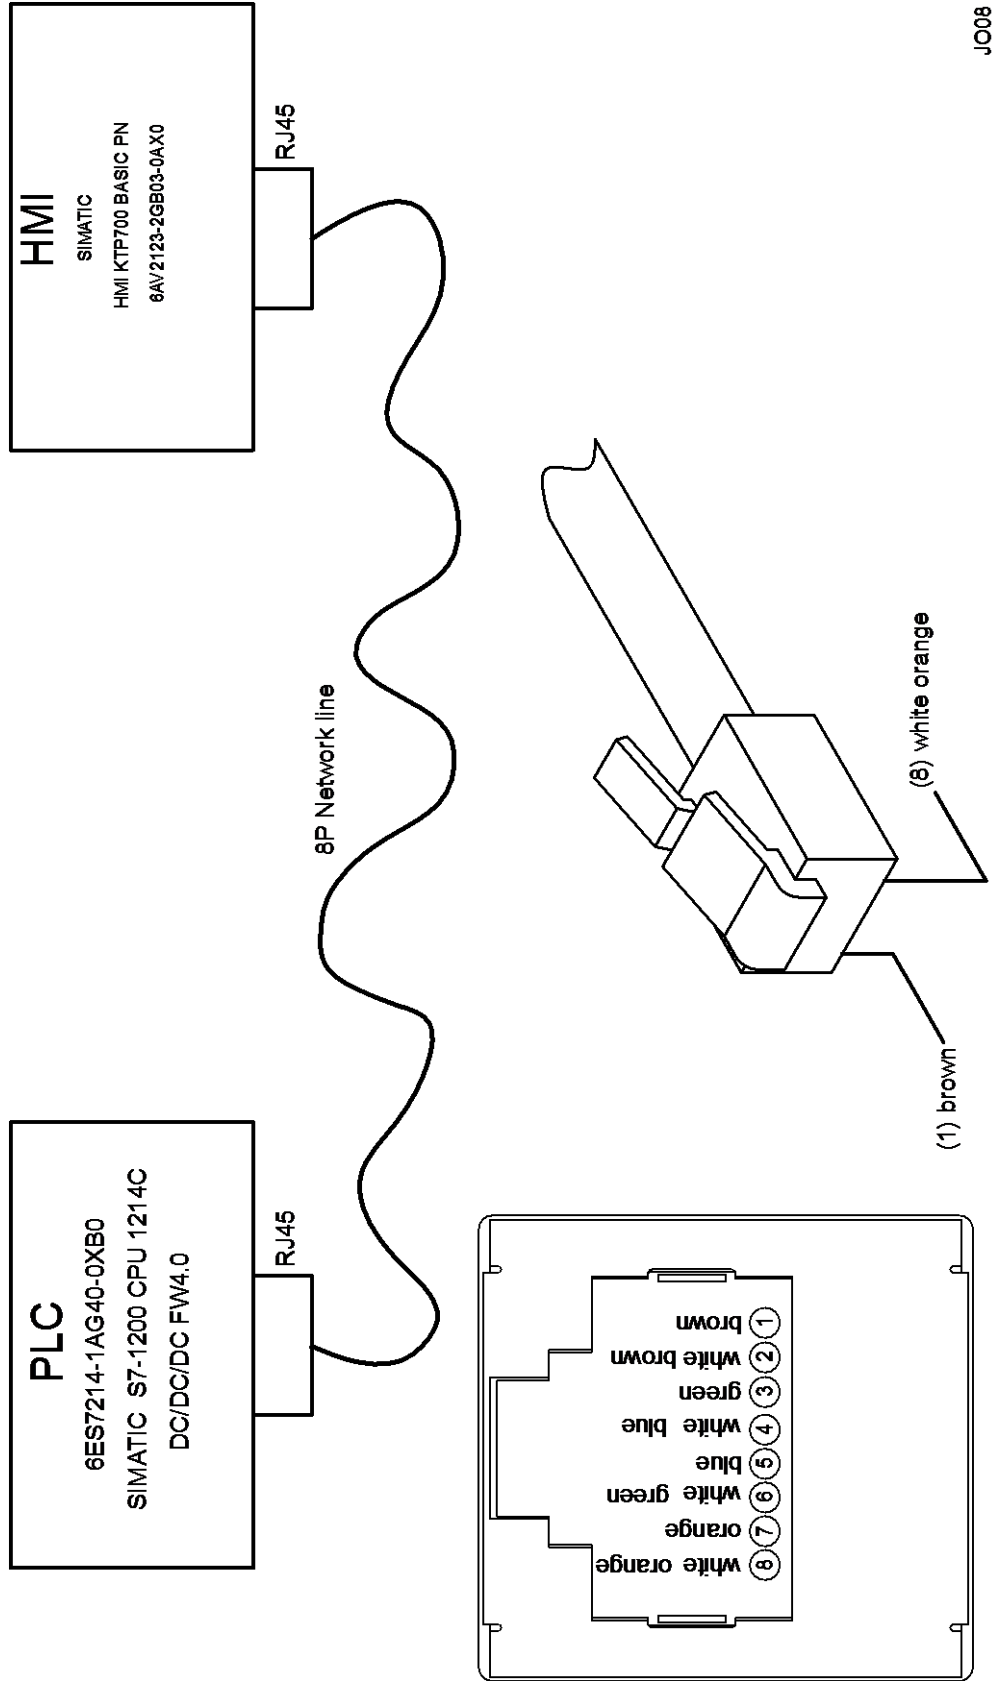 PLC
6ES7214-1AG40-0XB0
SIMATIC S7-1200 CPU 1214C
DC/DC/DC FW4.0
RJ45
8P Network line
HMI
SIMATIC
HMI KTP700 BASIC PN
6AV2123-2GB03-0AX0
RJ45
8 white orange
7 orange
6 white green
5 blue
4 white blue
3 green
2 white brown
1 brown
(1) brown
(8) white orange
JO08